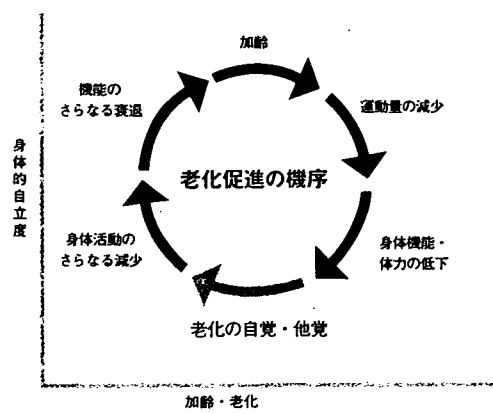 加齢
機能の
さらなる衰退
運動量の減少
身体的自立度
老化促進の機序
身体活動の
さらなる減少
身体機能・
体力の低下
老化の自覚・他覚
加齢・老化